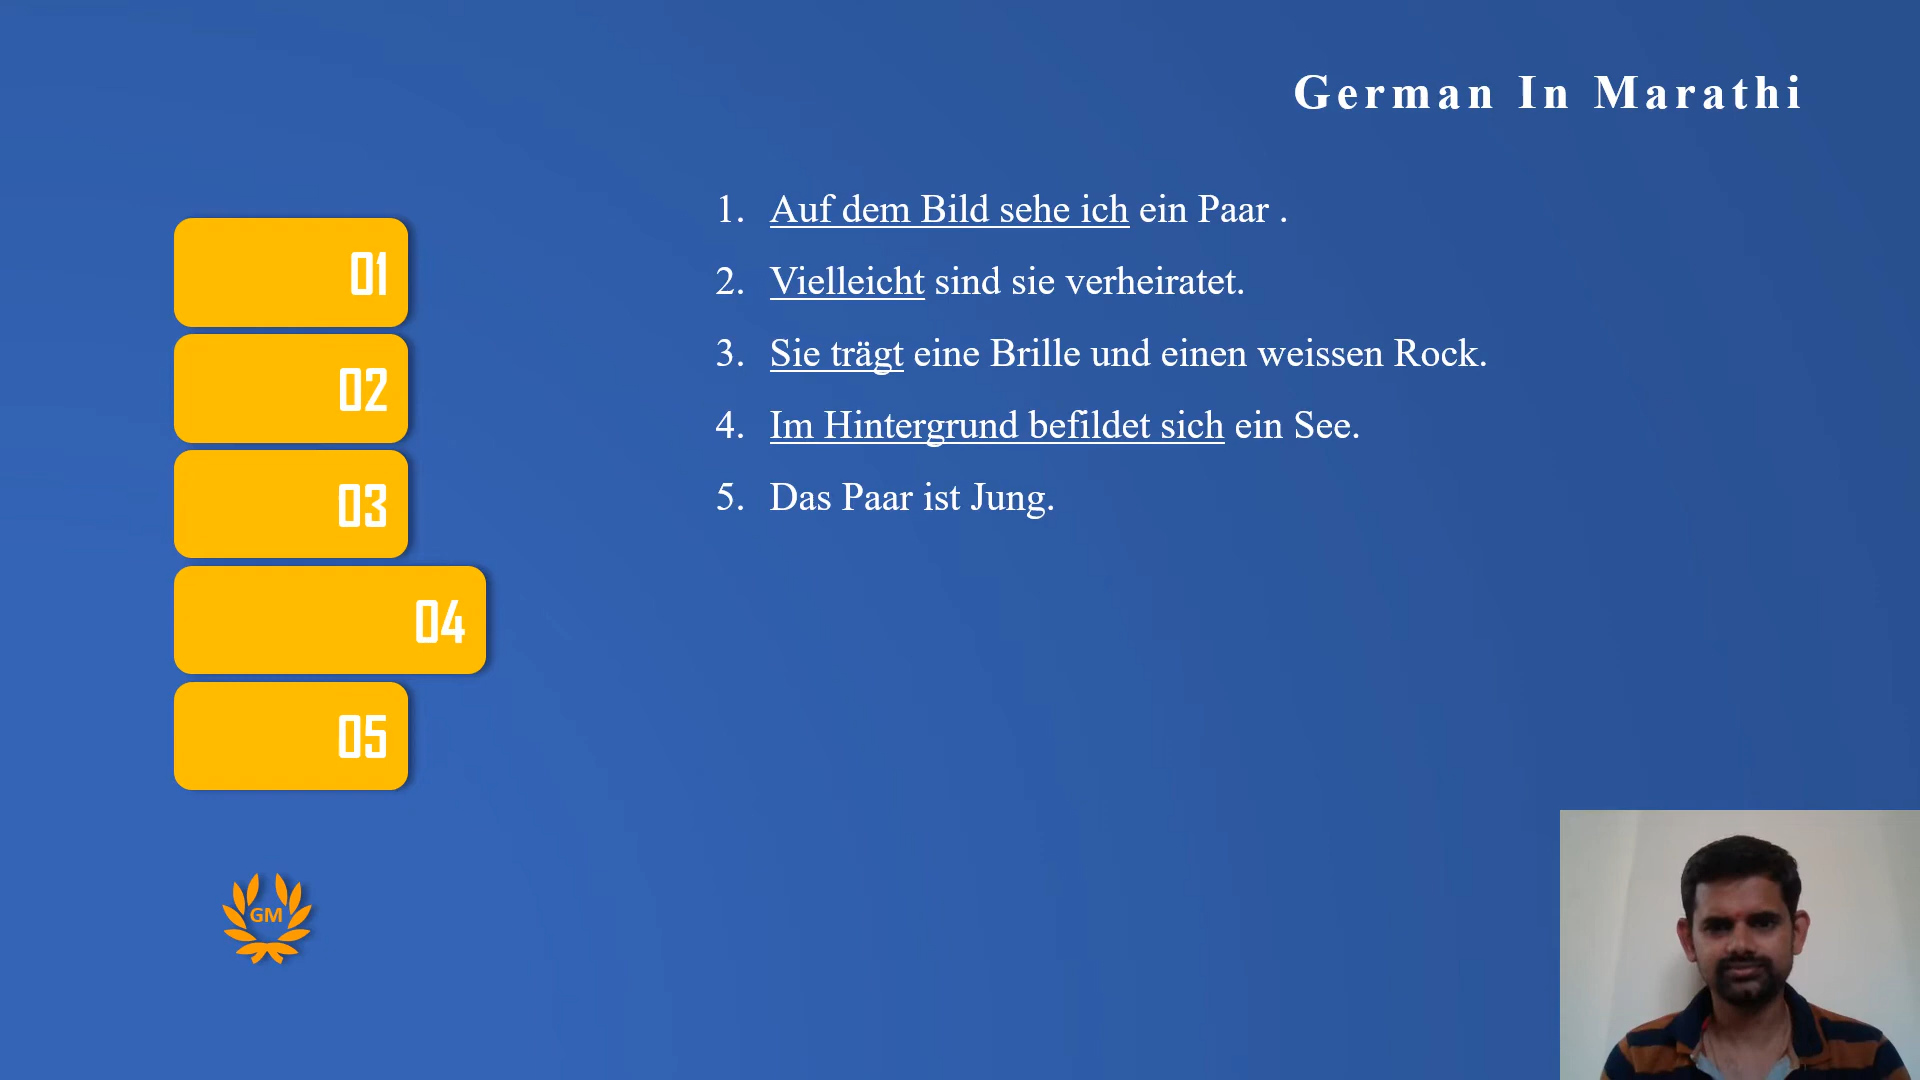 German In Marathi
01
02
03
04
05
1. Auf dem Bild sehe ich ein Paar .
2. Vielleicht sind sie verheiratet.
3. Sie trägt eine Brille und einen weissen Rock.
4. Im Hintergrund befildet sich ein See.
5. Das Paar ist Jung.
GM